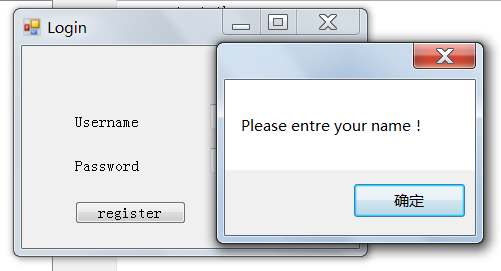 Login
Username
Password
register
Please entre your name !
确定